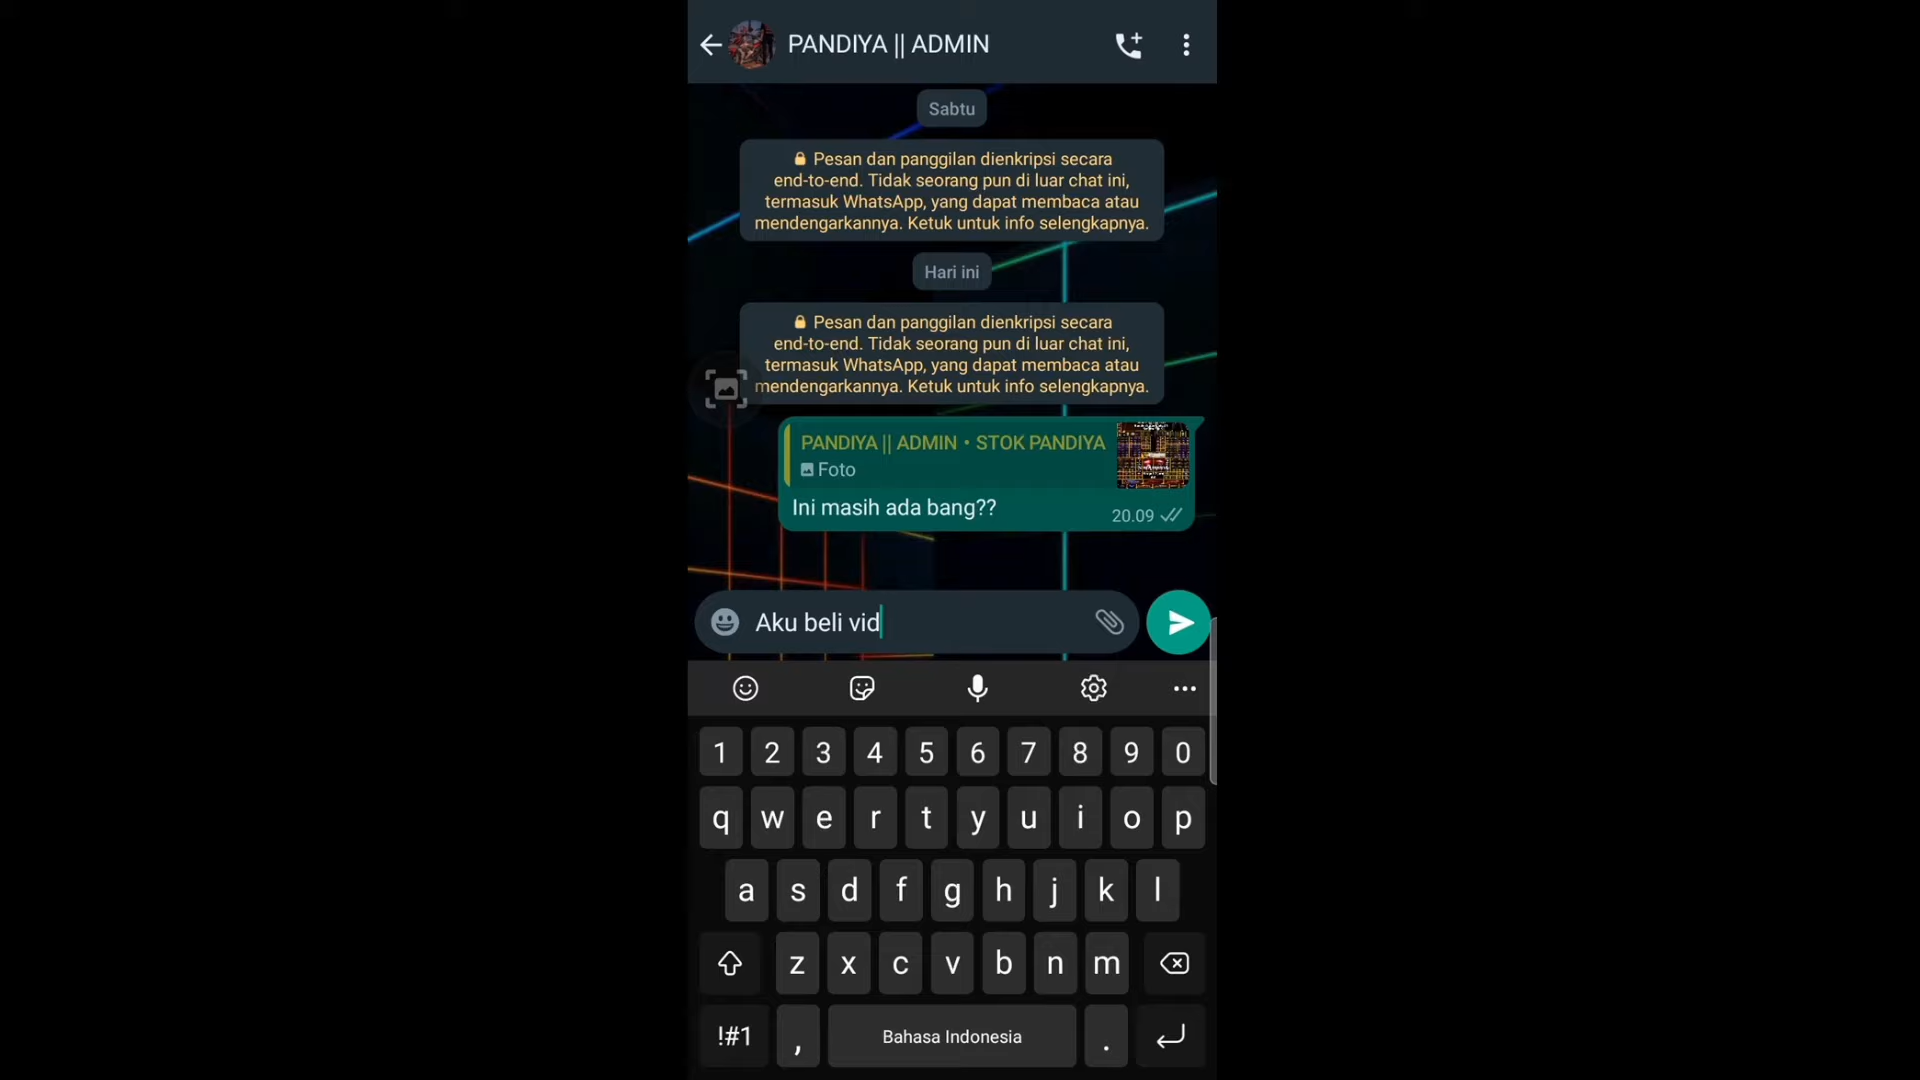 PANDIYA || ADMIN
Sabtu
Pesan dan panggilan dienkripsi secara
end-to-end. Tidak seorang pun di luar chat ini,
termasuk WhatsApp, yang dapat membaca atau
mendengarkannya. Ketuk untuk info selengkapnya.
Hari ini
Pesan dan panggilan dienkripsi secara
end-to-end. Tidak seorang pun di luar chat ini,
termasuk WhatsApp, yang dapat membaca atau
mendengarkannya. Ketuk untuk info selengkapnya.
PANDIYA || ADMIN • STOK PANDIYA
Foto
Ini masih ada bang??
20.09
Aku beli vid
1 2 3 4 5 6 7 8 9 0
q w e r t y u i o p
a s d f g h j k l
z x c v b n m
!#1 , Bahasa Indonesia .